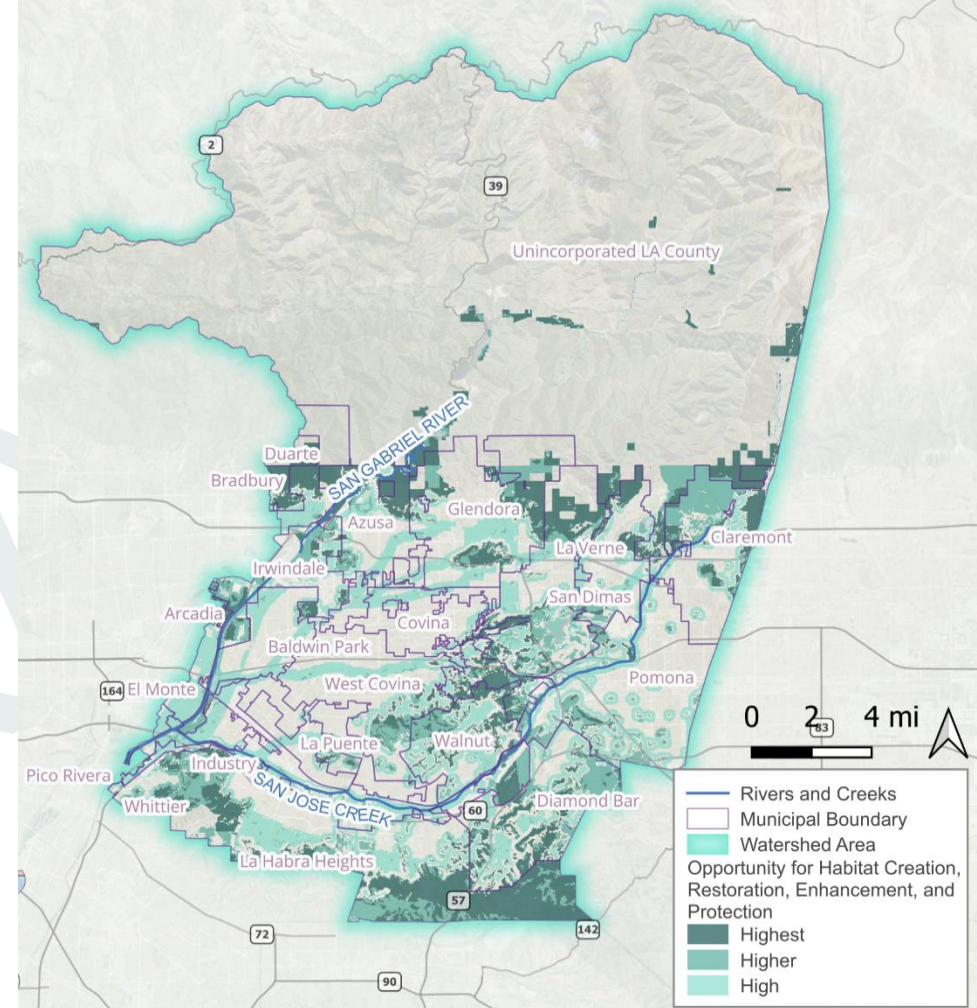 2
39
Unincorporated LA County
SAN GABRIEL RIVER
Duarte
Bradbury
Glendora
Azusa
Claremont
La Verne
Irwindale
San Dimas
Arcadia
Covina
Baldwin Park
Pomona
West Covina
164
El Monte
0 2 4 mi
83
Walnut
La Puente
Industry
Pico Rivera
SAN JOSE CREEK
Whittier
Diamond Bar
60
La Habra Heights
57
142
72
90
Rivers and Creeks
Municipal Boundary
Watershed Area
Opportunity for Habitat Creation,
Restoration, Enhancement, and
Protection
Highest
Higher
High